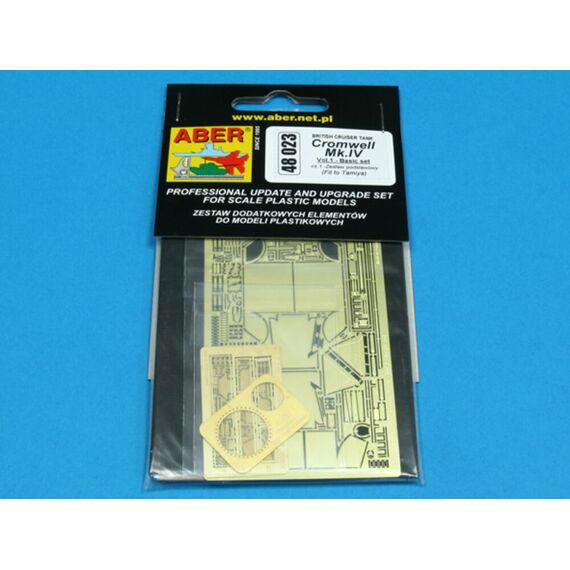 www.aber.net.pl
ABER
SINCE 1995
48 023
BRITISH CRUISER TANK
Cromwell
Mk.IV
Vol.1 - Basic set
cz.1 -Zestaw podstawowy
(Fit to Tamiya)
PROFESSIONAL UPDATE AND UPGRADE SET
FOR SCALE PLASTIC MODELS
ZESTAW DODATKOWYCH ELEMENTÓW
DO MODELI PLASTIKOWYCH